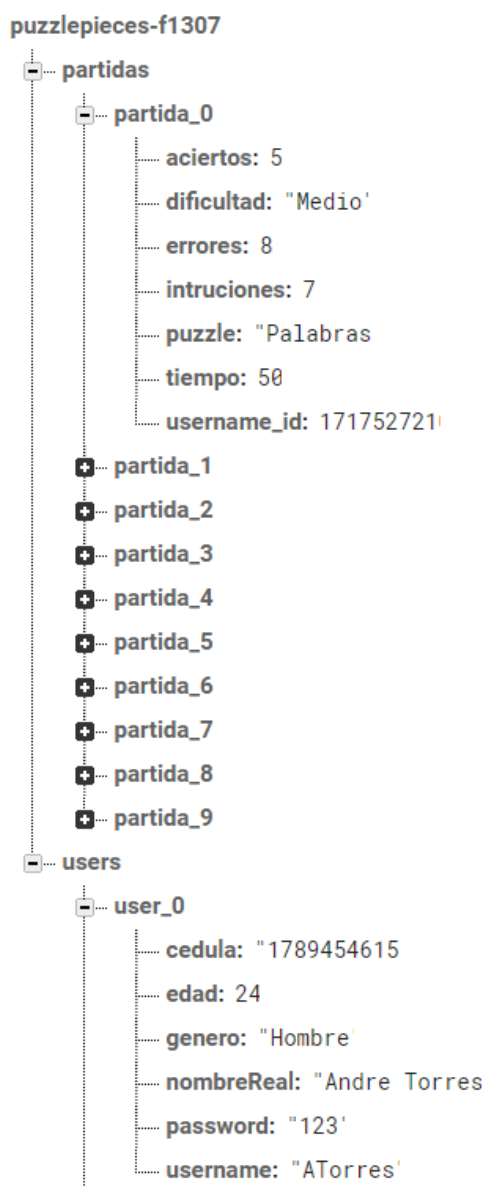 puzzlepieces-f1307
partidas
partida_0
aciertos: 5
dificultad: "Medio"
errores: 8
intruciones: 7
puzzle: "Palabras
tiempo: 50
username_id: 1717527210
partida_1
partida_2
partida_3
partida_4
partida_5
partida_6
partida_7
partida_8
partida_9
users
user_0
cedula: "1789454615
edad: 24
genero: "Hombre'
nombreReal: "Andre Torres
password: "123'
username: "ATorres'